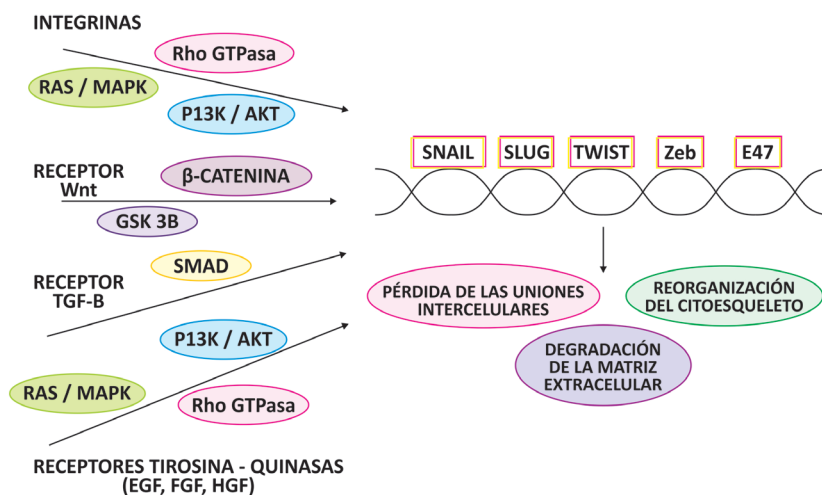 INTEGRINAS
Rho GTPasa
RAS / MAPK
P13K / AKT
RECEPTOR
Wnt
β-CATENINA
GSK 3B
SMAD
RECEPTOR
TGF-B
P13K / AKT
RAS / MAPK
Rho GTPasa
RECEPTORES TIROSINA - QUINASAS
(EGF, FGF, HGF)
SNAIL
SLUG
TWIST
Zeb
E47
PÉRDIDA DE LAS UNIONES
INTERCELULARES
REORGANIZACIÓN
DEL CITOESQUELETO
DEGRADACIÓN
DE LA MATRIZ
EXTRACELULAR